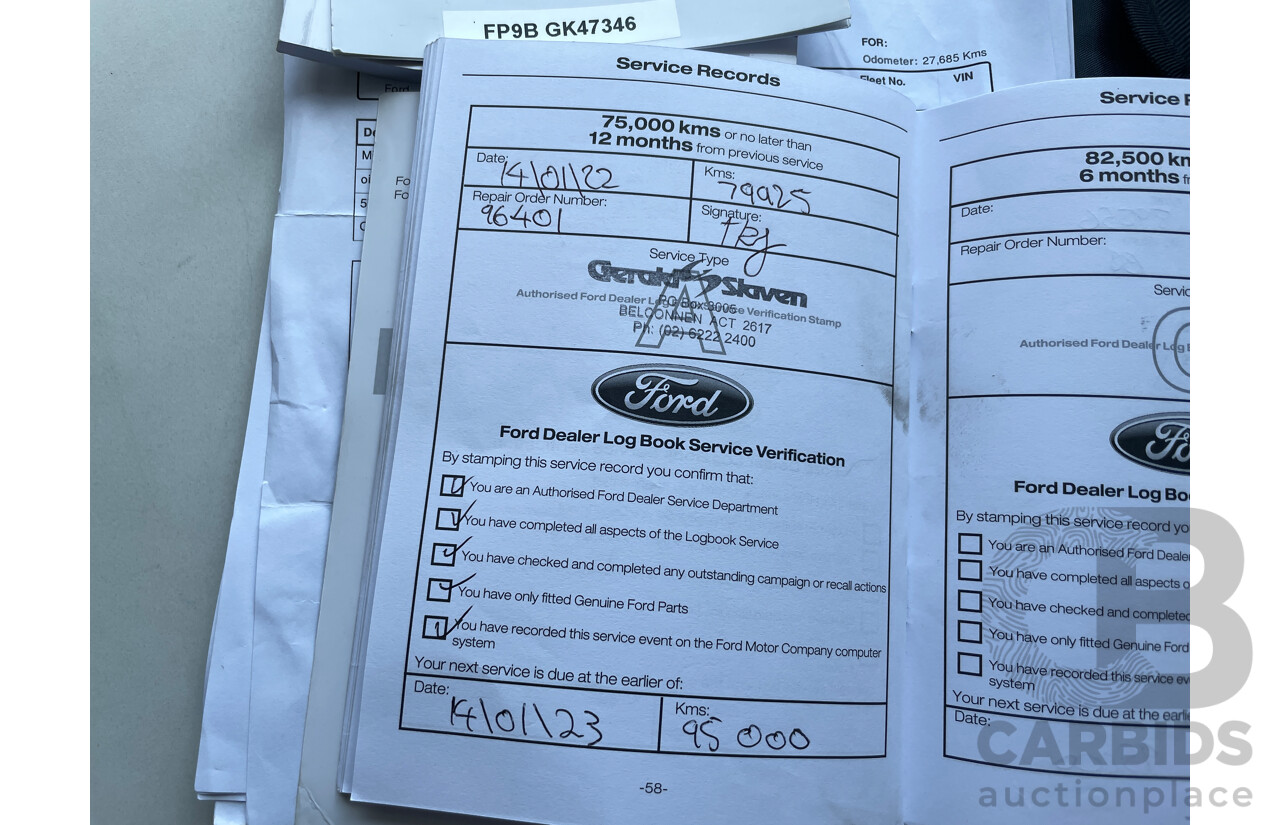 FP9B GK47346
FOR:
Odometer: 27,685 Kms
Fleet No. VIN
Service Records
75,000 kms or no later than
12 months from previous service
Date: 14\01\22
Kms: 79925
Repair Order Number: 96401
Signature:
Service Type
Gerald Slaven
Authorised Ford Dealer Log Book Service Verification Stamp
PO Box 3005
BELCONNEN ACT 2617
Ph: (02) 6222 2400
A
Ford
Ford Dealer Log Book Service Verification
By stamping this service record you confirm that:
You are an Authorised Ford Dealer Service Department
You have completed all aspects of the Logbook Service
You have checked and completed any outstanding campaign or recall actions
You have only fitted Genuine Ford Parts
You have recorded this service event on the Ford Motor Company computer
system
Your next service is due at the earlier of:
Date: 14\01\23
Kms: 95 000
-58-
Service R
82,500 km
6 months f
Date:
Repair Order Number:
Servic
Authorised Ford Dealer Log B
Fo
Ford Dealer Log Bo
By stamping this service record yo
You are an Authorised Ford Deale
You have completed all aspects o
You have checked and completed
You have only fitted Genuine Ford
You have recorded this service ev
system
Your next service is due at the earli
Date:
CARBIDS
auctionplace